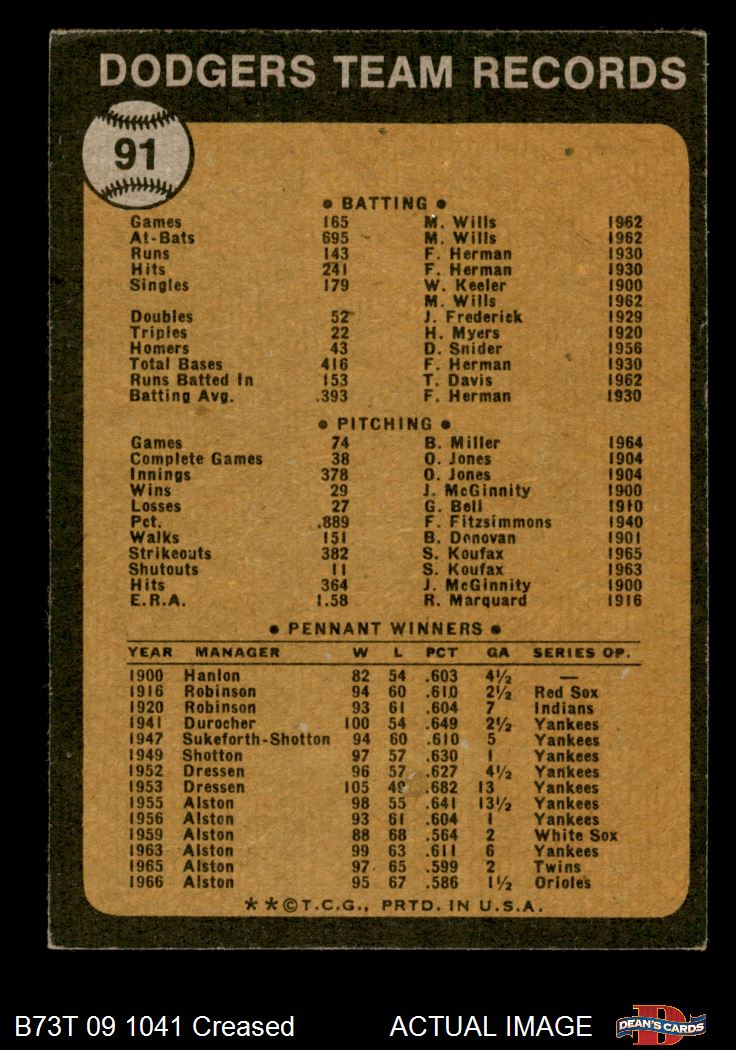 DODGERS TEAM RECORDS
91
● BATTING ●
Games 165 M. Wills 1962
At-Bats 695 M. Wills 1962
Runs 143 F. Herman 1930
Hits 241 F. Herman 1930
Singles 179 W. Keeler 1900
M. Wills 1962
Doubles 52 J. Frederick 1929
Triples 22 H. Myers 1920
Homers 43 D. Snider 1956
Total Bases 416 F. Herman 1930
Runs Batted In 153 T. Davis 1962
Batting Avg. .393 F. Herman 1930
● PITCHING ●
Games 74 B. Miller 1964
Complete Games 38 O. Jones 1904
Innings 378 O. Jones 1904
Wins 29 J. McGinnity 1900
Losses 27 G. Bell 1910
Pct. .889 F. Fitzsimmons 1940
Walks 151 B. Donovan 1901
Strikeouts 382 S. Koufax 1965
Shutouts 11 S. Koufax 1963
Hits 364 J. McGinnity 1900
E.R.A. 1.58 R. Marquard 1916
● PENNANT WINNERS ●
YEAR MANAGER W L PCT GA SERIES OP.
1900 Hanlon 82 54 .603 4½ —
1916 Robinson 94 60 .610 2½ Red Sox
1920 Robinson 93 61 .604 7 Indians
1941 Durocher 100 54 .649 2½ Yankees
1947 Sukeforth-Shotton 94 60 .610 5 Yankees
1949 Shotton 97 57 .630 1 Yankees
1952 Dressen 96 57 .627 4½ Yankees
1953 Dressen 105 49 .682 13 Yankees
1955 Alston 98 55 .641 13½ Yankees
1956 Alston 93 61 .604 1 Yankees
1959 Alston 88 68 .564 2 White Sox
1963 Alston 99 63 .611 6 Yankees
1965 Alston 97 65 .599 2 Twins
1966 Alston 95 67 .586 1½ Orioles
★★©T.C.G., PRTD. IN U.S.A.
B73T 09 1041 Creased ACTUAL IMAGE
DEAN'S CARDS